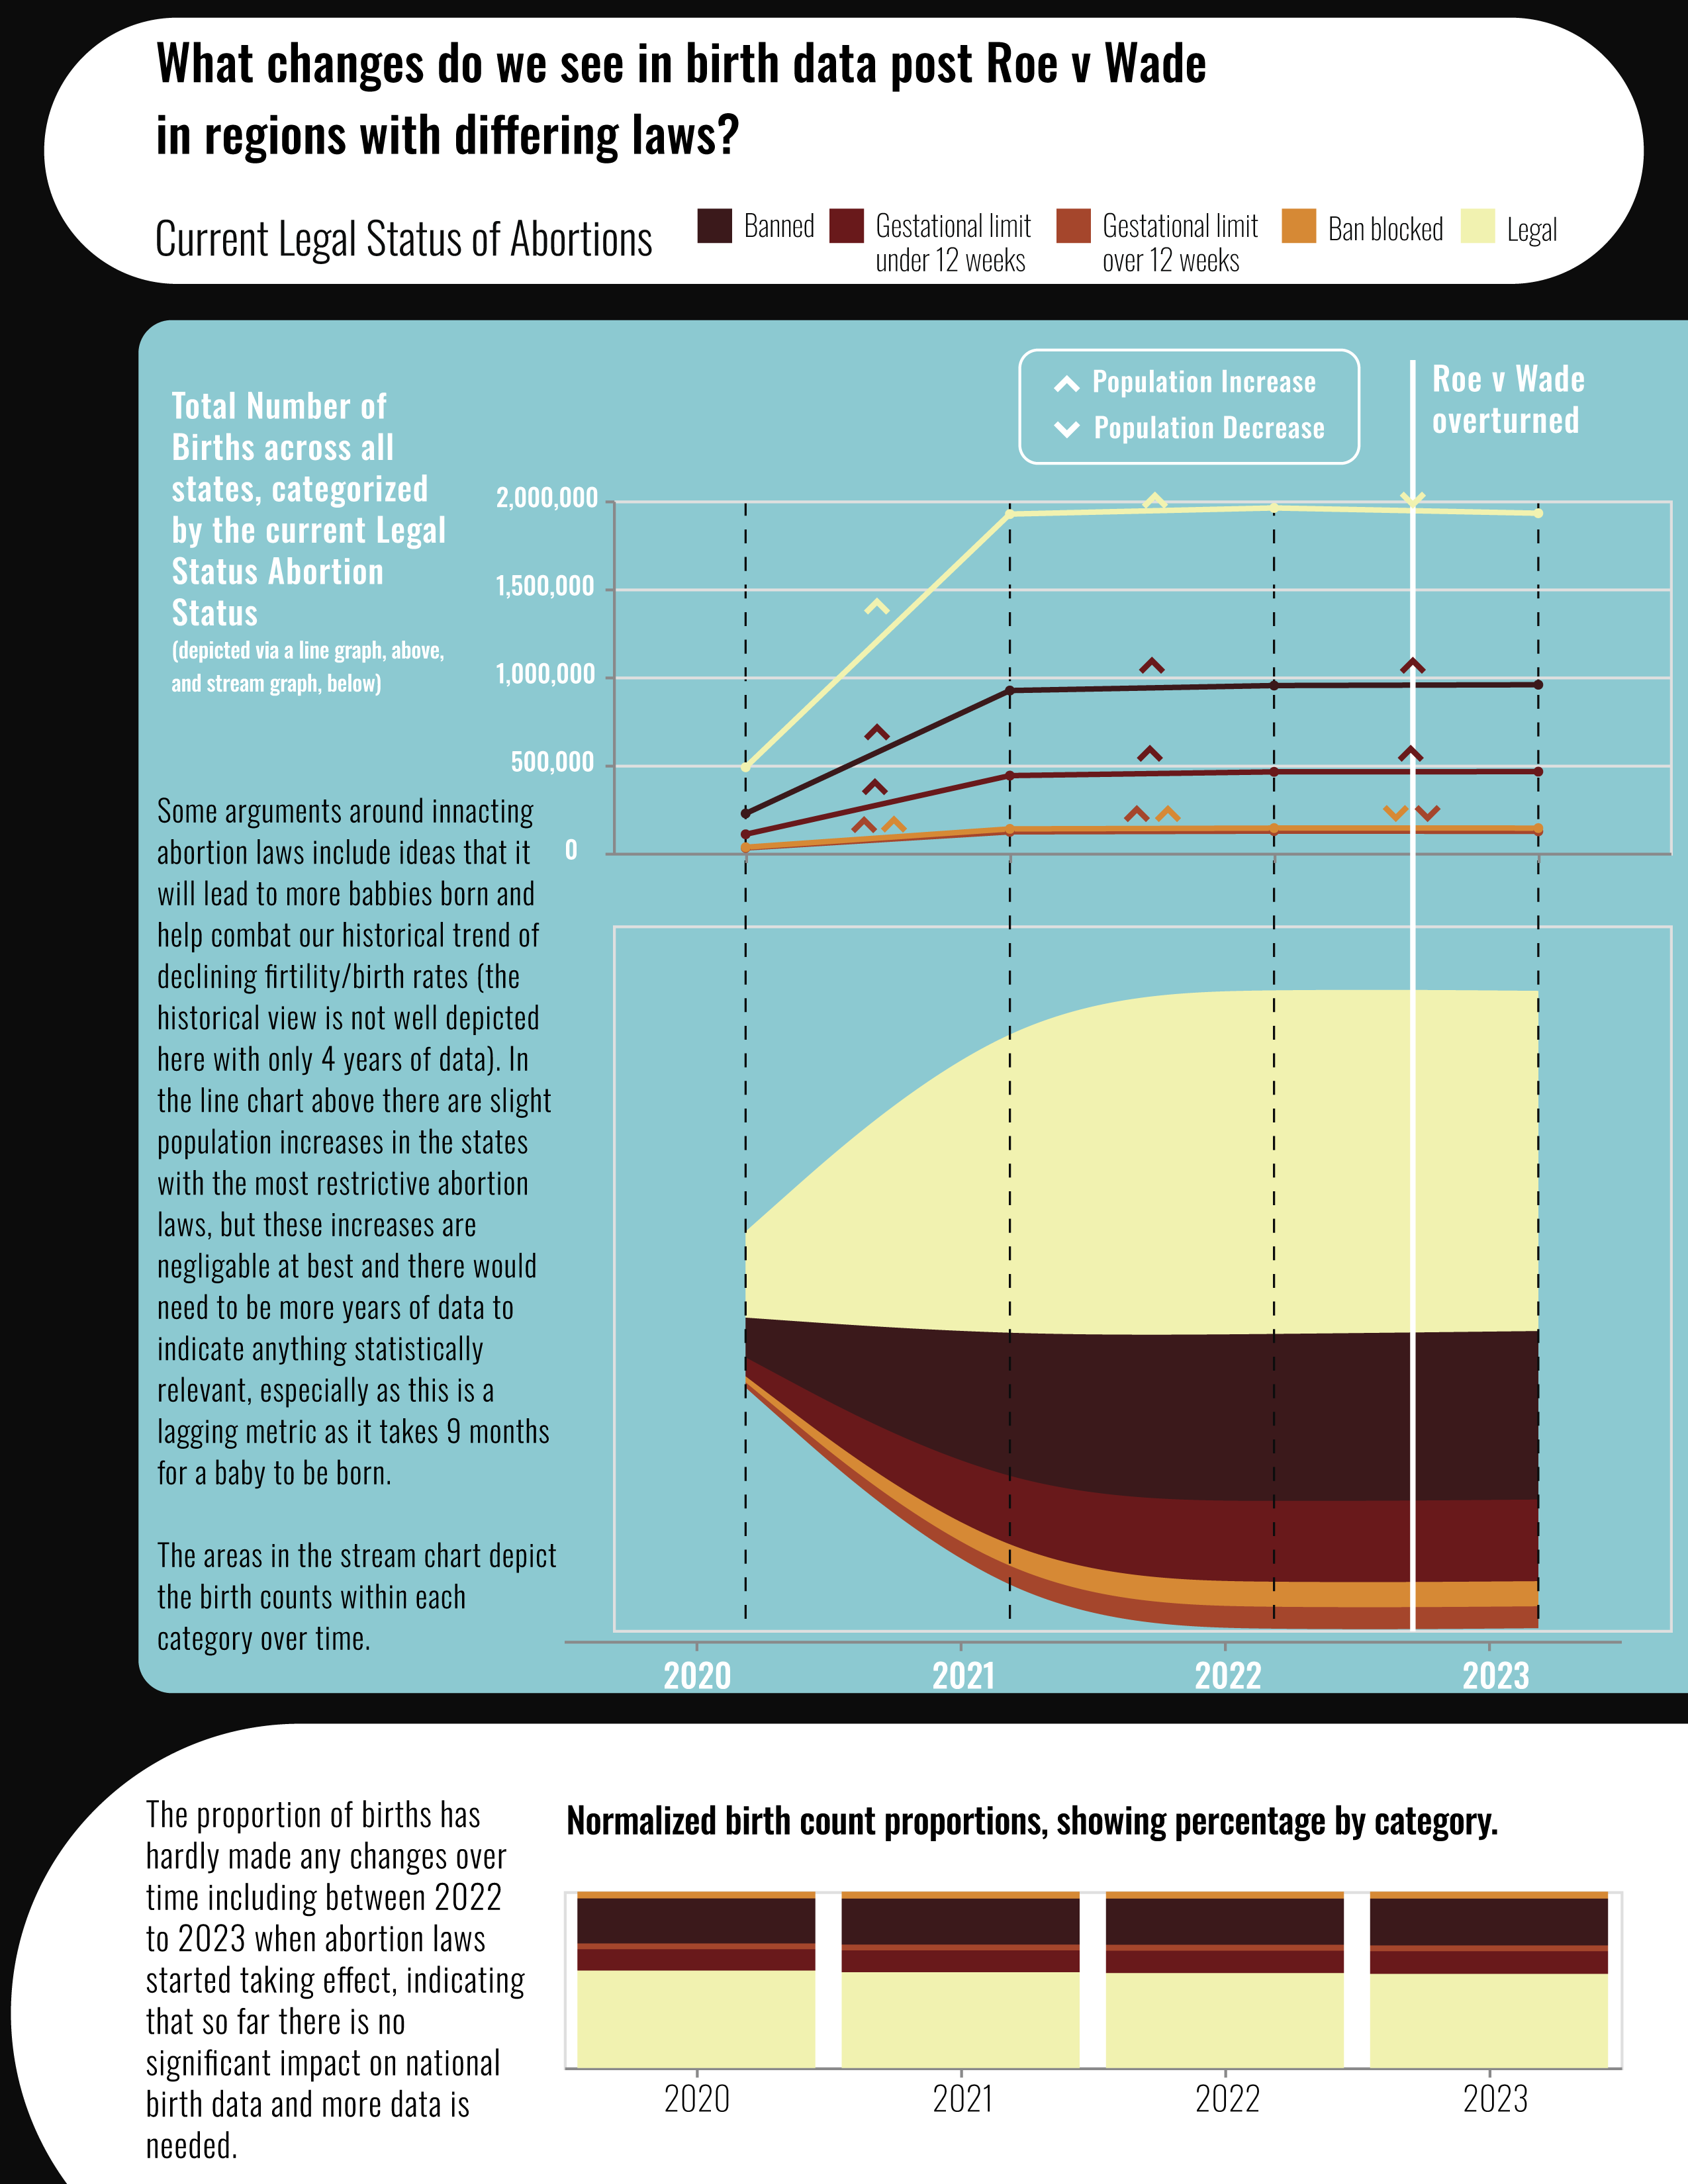 What changes do we see in birth data post Roe v Wade
in regions with differing laws?
Current Legal Status of Abortions
Banned
Gestational limit
under 12 weeks
Gestational limit
over 12 weeks
Ban blocked
Legal
Total Number of
Births across all
states, categorized
by the current Legal
Status Abortion
Status
(depicted via a line graph, above,
and stream graph, below)
Population Increase
Population Decrease
Roe v Wade
overturned
2,000,000
1,500,000
1,000,000
500,000
0
Some arguments around innacting
abortion laws include ideas that it
will lead to more babbies born and
help combat our historical trend of
declining firtility/birth rates (the
historical view is not well depicted
here with only 4 years of data). In
the line chart above there are slight
population increases in the states
with the most restrictive abortion
laws, but these increases are
negligable at best and there would
need to be more years of data to
indicate anything statistically
relevant, especially as this is a
lagging metric as it takes 9 months
for a baby to be born.
The areas in the stream chart depict
the birth counts within each
category over time.
2020 2021 2022 2023
The proportion of births has
hardly made any changes over
time including between 2022
to 2023 when abortion laws
started taking effect, indicating
that so far there is no
significant impact on national
birth data and more data is
needed.
Normalized birth count proportions, showing percentage by category.
2020 2021 2022 2023